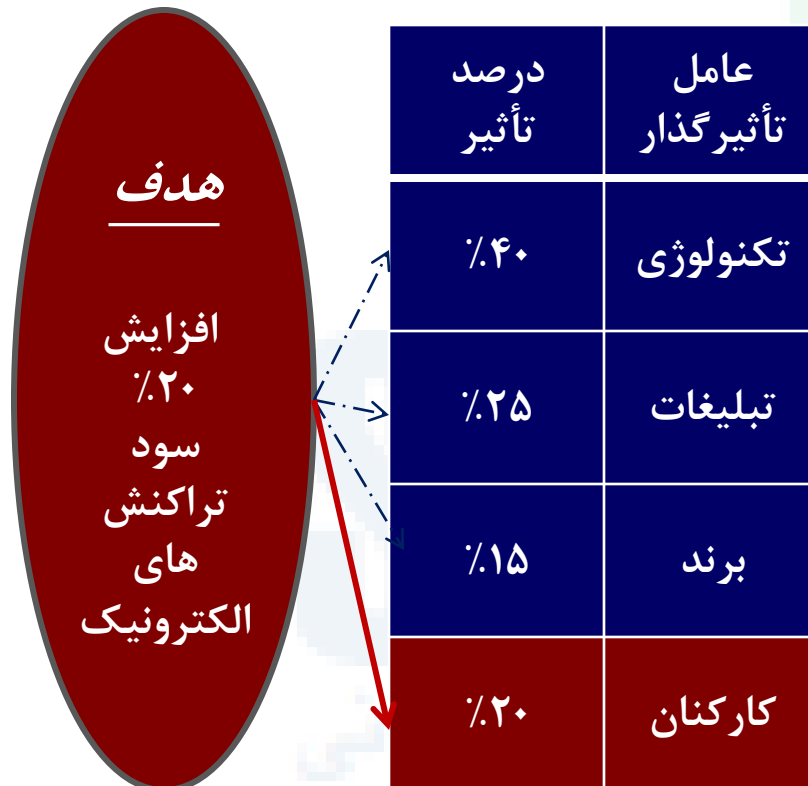 هدف
افزایش
٪۲۰
سود
تراکنش
های
الکترونیک
عامل
تأثیرگذار
درصد
تأثیر
تکنولوژی
٪۴۰
تبلیغات
٪۲۵
برند
٪۱۵
کارکنان
٪۲۰